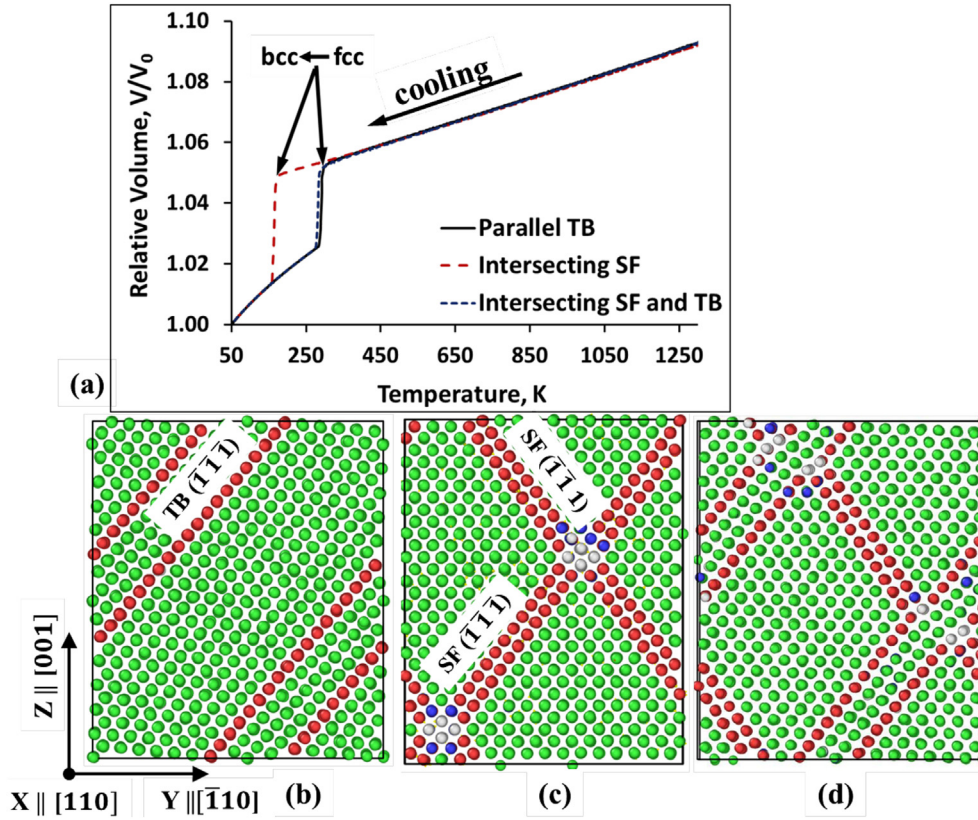 1.10
1.08
1.06
1.04
1.02
1.00
Relative Volume, V/V₀
bcc←fcc
cooling
Parallel TB
Intersecting SF
Intersecting SF and TB
50 250 450 650 850 1050 1250
Temperature, K
(a)
TB (1̄11̄)
SF (1̄1̄1)
SF (1̄11̄)
Z ∥ [001]
X ∥ [110] Y ∥[1̄10]
(b)
(c)
(d)